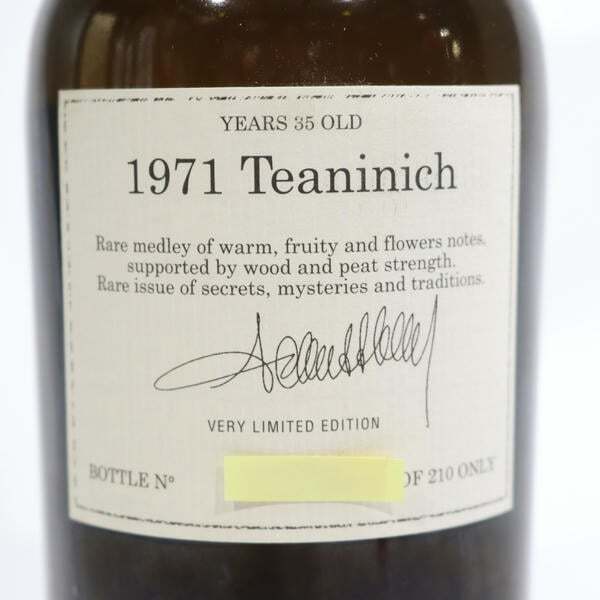 YEARS 35 OLD
1971 Teaninich
Rare medley of warm, fruity and flowers notes,
supported by wood and peat strength.
Rare issue of secrets, mysteries and traditions.
VERY LIMITED EDITION
BOTTLE Nº OF 210 ONLY